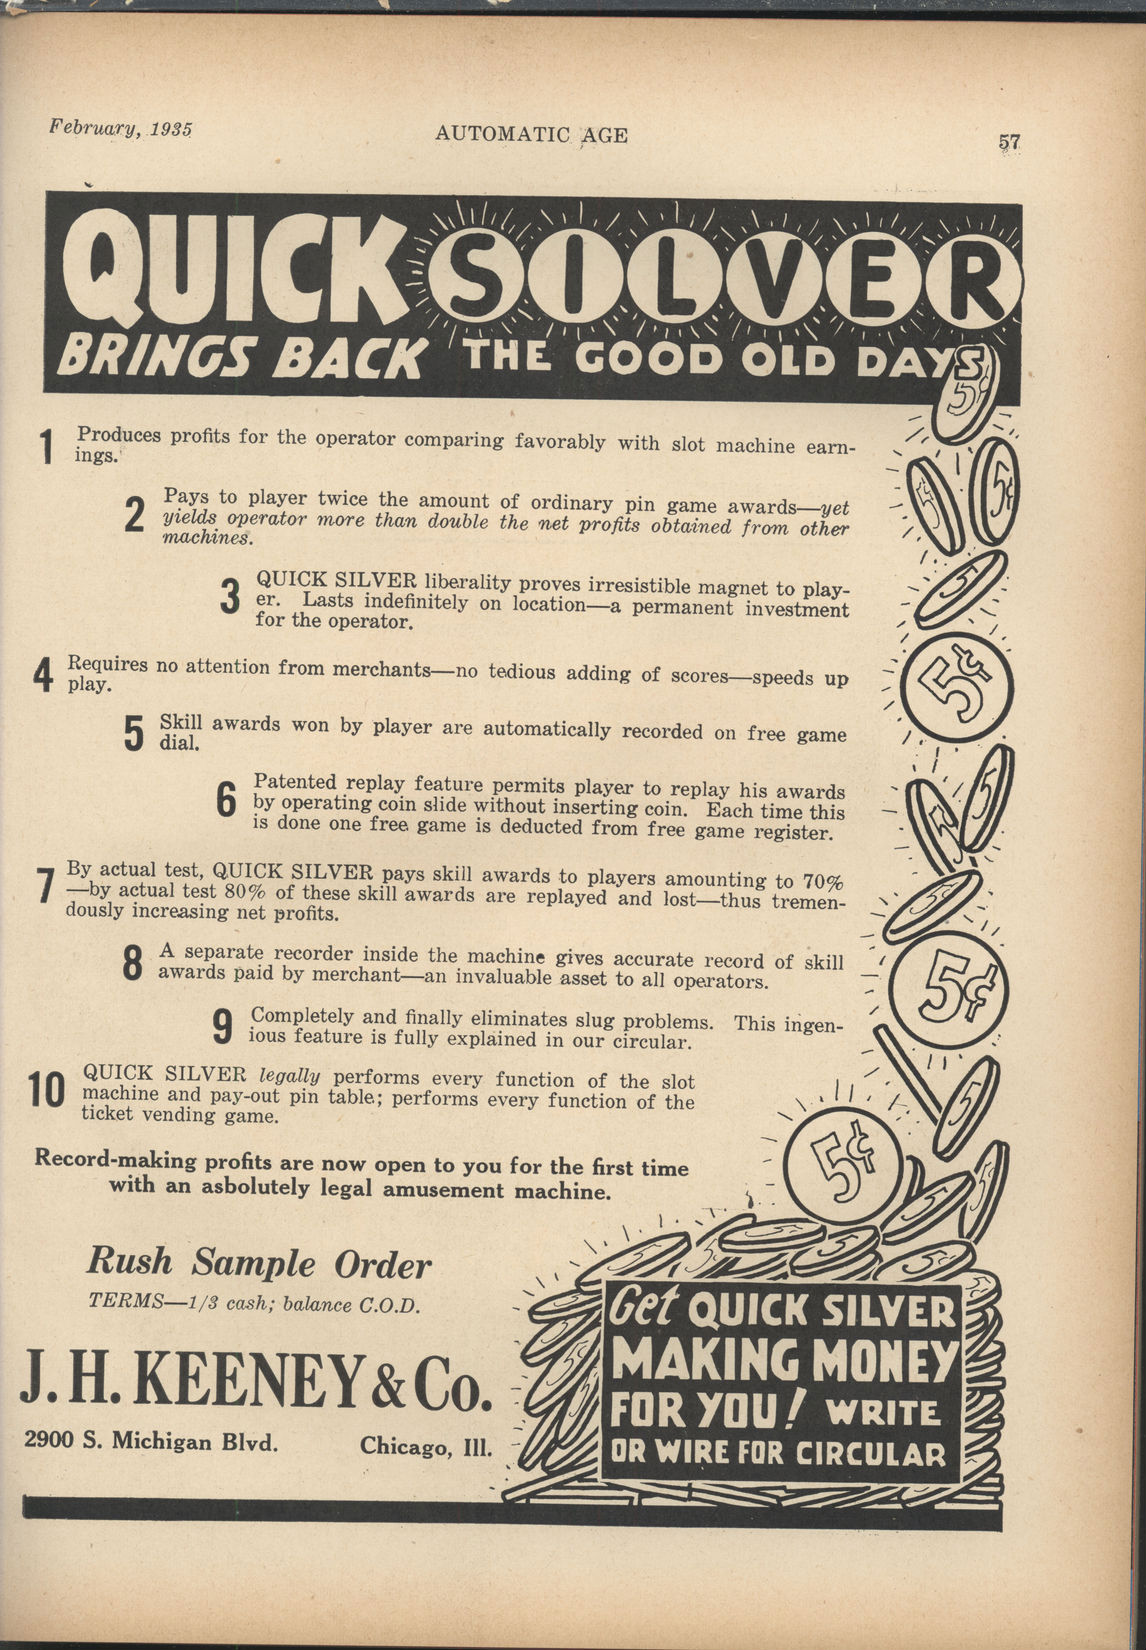 February, 1935
AUTOMATIC AGE
57
QUICK SILVER
BRINGS BACK THE GOOD OLD DAYS
1 Produces profits for the operator comparing favorably with slot machine earn-
ings.
2 Pays to player twice the amount of ordinary pin game awards—yet
yields operator more than double the net profits obtained from other
machines.
3 QUICK SILVER liberality proves irresistible magnet to play-
er. Lasts indefinitely on location—a permanent investment
for the operator.
4 Requires no attention from merchants—no tedious adding of scores—speeds up
play.
5 Skill awards won by player are automatically recorded on free game
dial.
6 Patented replay feature permits player to replay his awards
by operating coin slide without inserting coin. Each time this
is done one free game is deducted from free game register.
7 By actual test, QUICK SILVER pays skill awards to players amounting to 70%
—by actual test 80% of these skill awards are replayed and lost—thus tremen-
dously increasing net profits.
8 A separate recorder inside the machine gives accurate record of skill
awards paid by merchant—an invaluable asset to all operators.
9 Completely and finally eliminates slug problems. This ingen-
ious feature is fully explained in our circular.
10 QUICK SILVER legally performs every function of the slot
machine and pay-out pin table; performs every function of the
ticket vending game.
Record-making profits are now open to you for the first time
with an asbolutely legal amusement machine.
Rush Sample Order
TERMS—1/3 cash; balance C.O.D.
J. H. KEENEY & Co.
2900 S. Michigan Blvd. Chicago, Ill.
5¢
5¢
5¢
5
5¢
5
5
5
5¢
5
5¢
Get QUICK SILVER
MAKING MONEY
FOR YOU! WRITE
OR WIRE FOR CIRCULAR